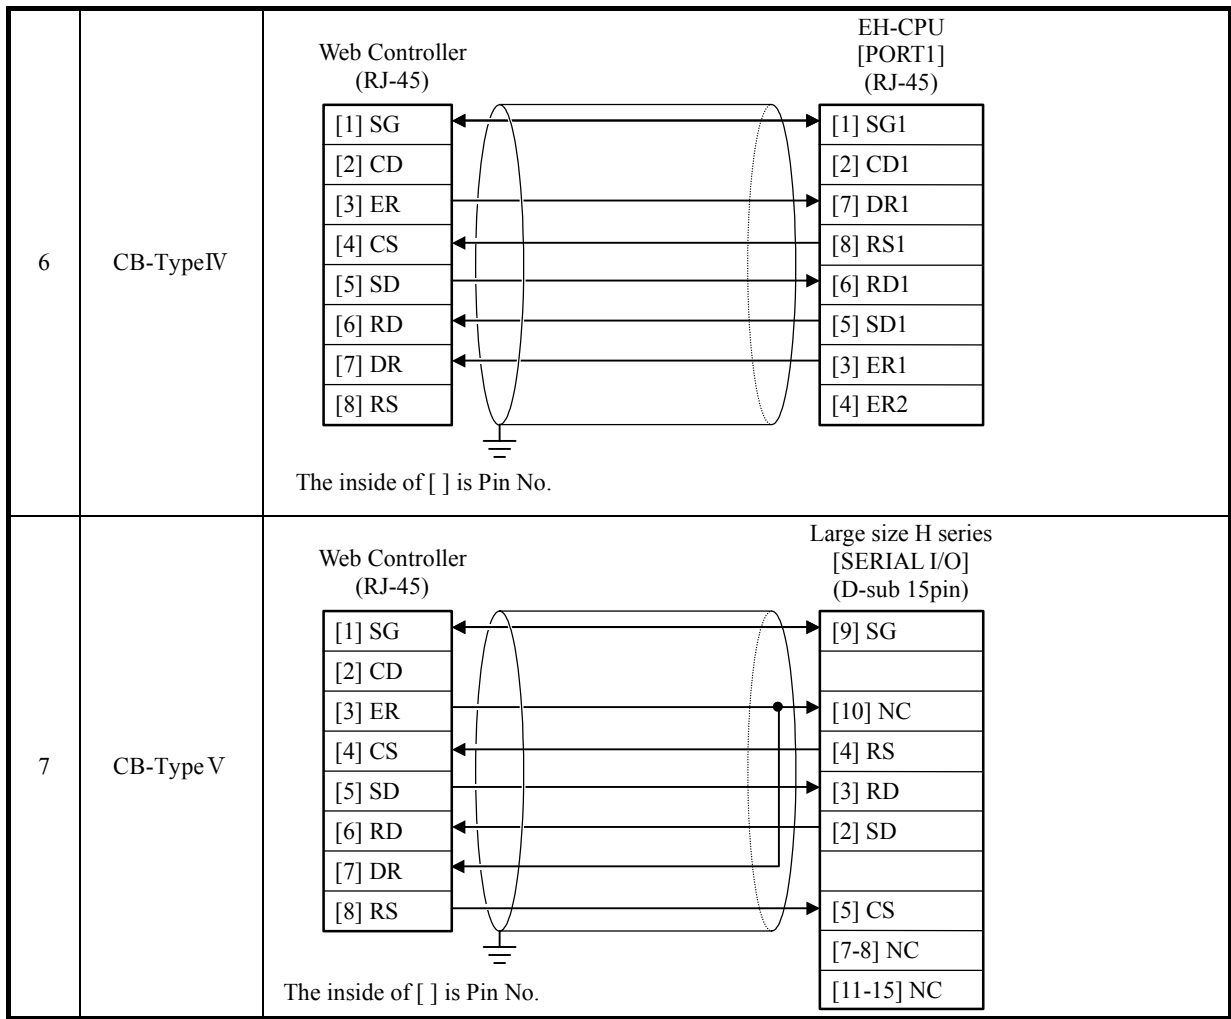 6
CB-TypeⅣ
Web Controller
(RJ-45)
EH-CPU
[PORT1]
(RJ-45)
[1] SG
[1] SG1
[2] CD
[2] CD1
[3] ER
[7] DR1
[4] CS
[8] RS1
[5] SD
[6] RD1
[6] RD
[5] SD1
[7] DR
[3] ER1
[8] RS
[4] ER2
The inside of [ ] is Pin No.
7
CB-TypeⅤ
Web Controller
(RJ-45)
Large size H series
[SERIAL I/O]
(D-sub 15pin)
[1] SG
[9] SG
[2] CD
[3] ER
[10] NC
[4] CS
[4] RS
[5] SD
[3] RD
[6] RD
[2] SD
[7] DR
[8] RS
[5] CS
[7-8] NC
[11-15] NC
The inside of [ ] is Pin No.